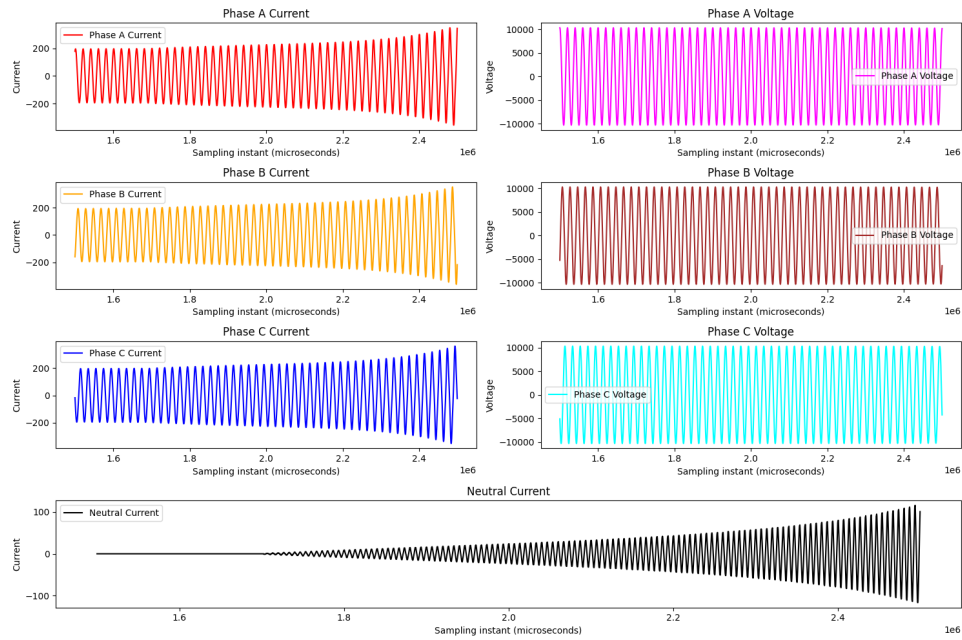 Phase A Current
Phase A Current
Current
200
0
−200
1.6
1.8
2.0
2.2
2.4
1e6
Sampling instant (microseconds)
Phase A Voltage
Phase A Voltage
Voltage
10000
5000
0
−5000
−10000
1.6
1.8
2.0
2.2
2.4
1e6
Sampling instant (microseconds)
Phase B Current
Phase B Current
Current
200
0
−200
1.6
1.8
2.0
2.2
2.4
1e6
Sampling instant (microseconds)
Phase B Voltage
Phase B Voltage
Voltage
10000
5000
0
−5000
−10000
1.6
1.8
2.0
2.2
2.4
1e6
Sampling instant (microseconds)
Phase C Current
Phase C Current
Current
200
0
−200
1.6
1.8
2.0
2.2
2.4
1e6
Sampling instant (microseconds)
Phase C Voltage
Phase C Voltage
Voltage
10000
5000
0
−5000
−10000
1.6
1.8
2.0
2.2
2.4
1e6
Sampling instant (microseconds)
Neutral Current
Neutral Current
Current
100
0
−100
1.6
1.8
2.0
2.2
2.4
1e6
Sampling instant (microseconds)